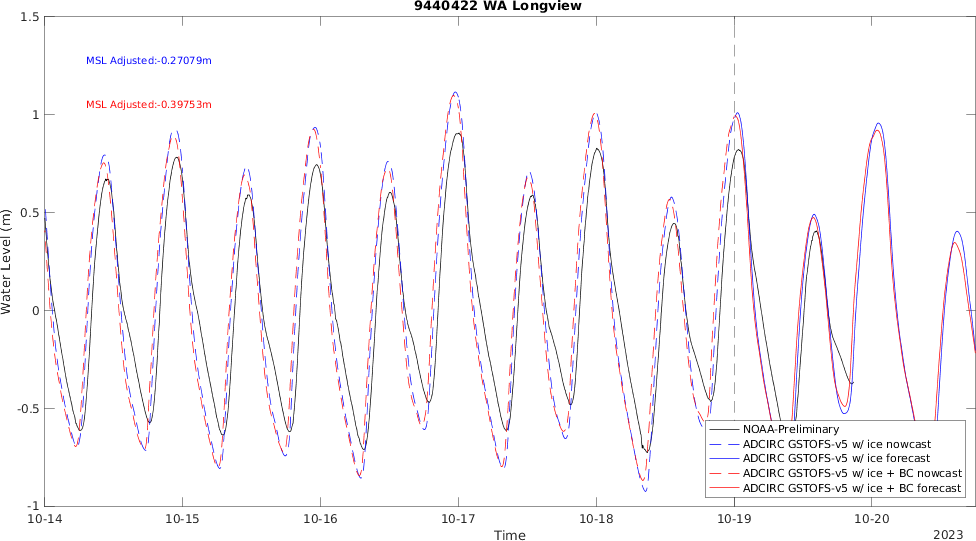 9440422 WA Longview
MSL Adjusted:-0.27079m
MSL Adjusted:-0.39753m
Water Level (m)
1.5
1
0.5
0
-0.5
-1
NOAA-Preliminary
ADCIRC GSTOFS-v5 w/ ice nowcast
ADCIRC GSTOFS-v5 w/ ice forecast
ADCIRC GSTOFS-v5 w/ ice + BC nowcast
ADCIRC GSTOFS-v5 w/ ice + BC forecast
10-14 10-15 10-16 10-17 10-18 10-19 10-20
Time
2023